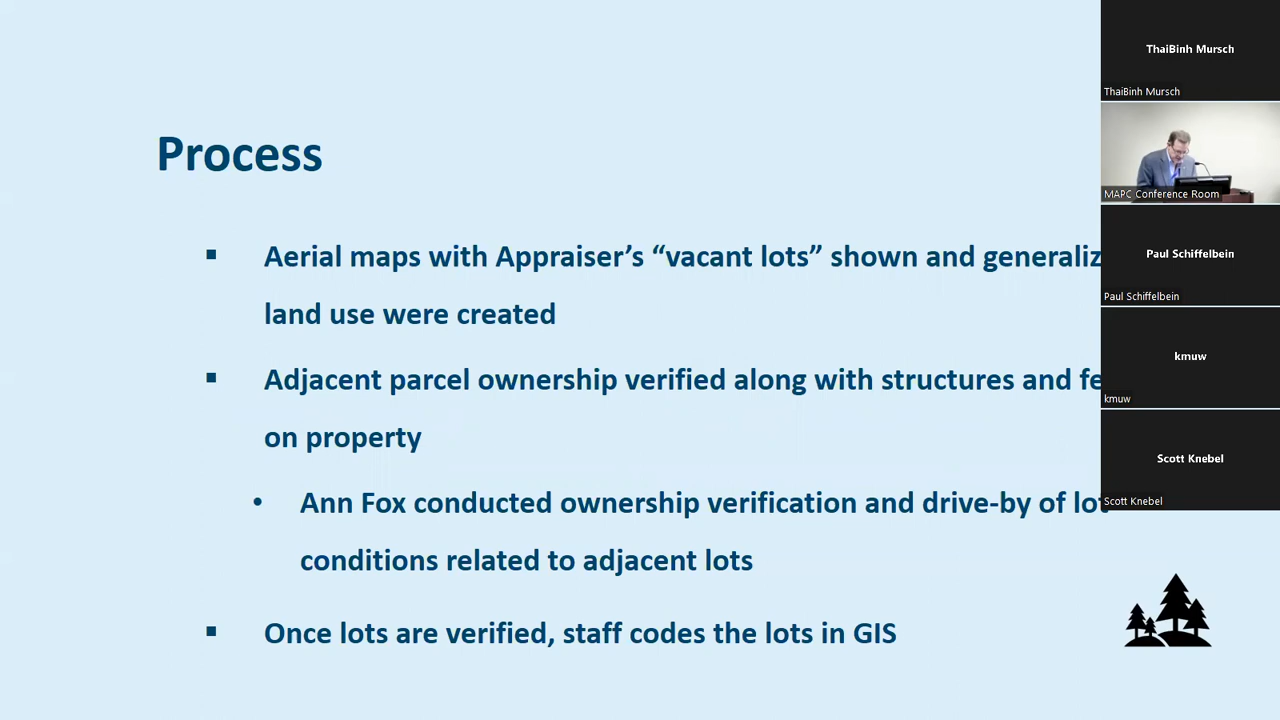 Process
▪ Aerial maps with Appraiser’s “vacant lots” shown and generaliz
land use were created
▪ Adjacent parcel ownership verified along with structures and fe
on property
• Ann Fox conducted ownership verification and drive-by of lot
conditions related to adjacent lots
▪ Once lots are verified, staff codes the lots in GIS
ThaiBinh Mursch
ThaiBinh Mursch
MAPC Conference Room
Paul Schiffelbein
Paul Schiffelbein
kmuw
kmuw
Scott Knebel
Scott Knebel